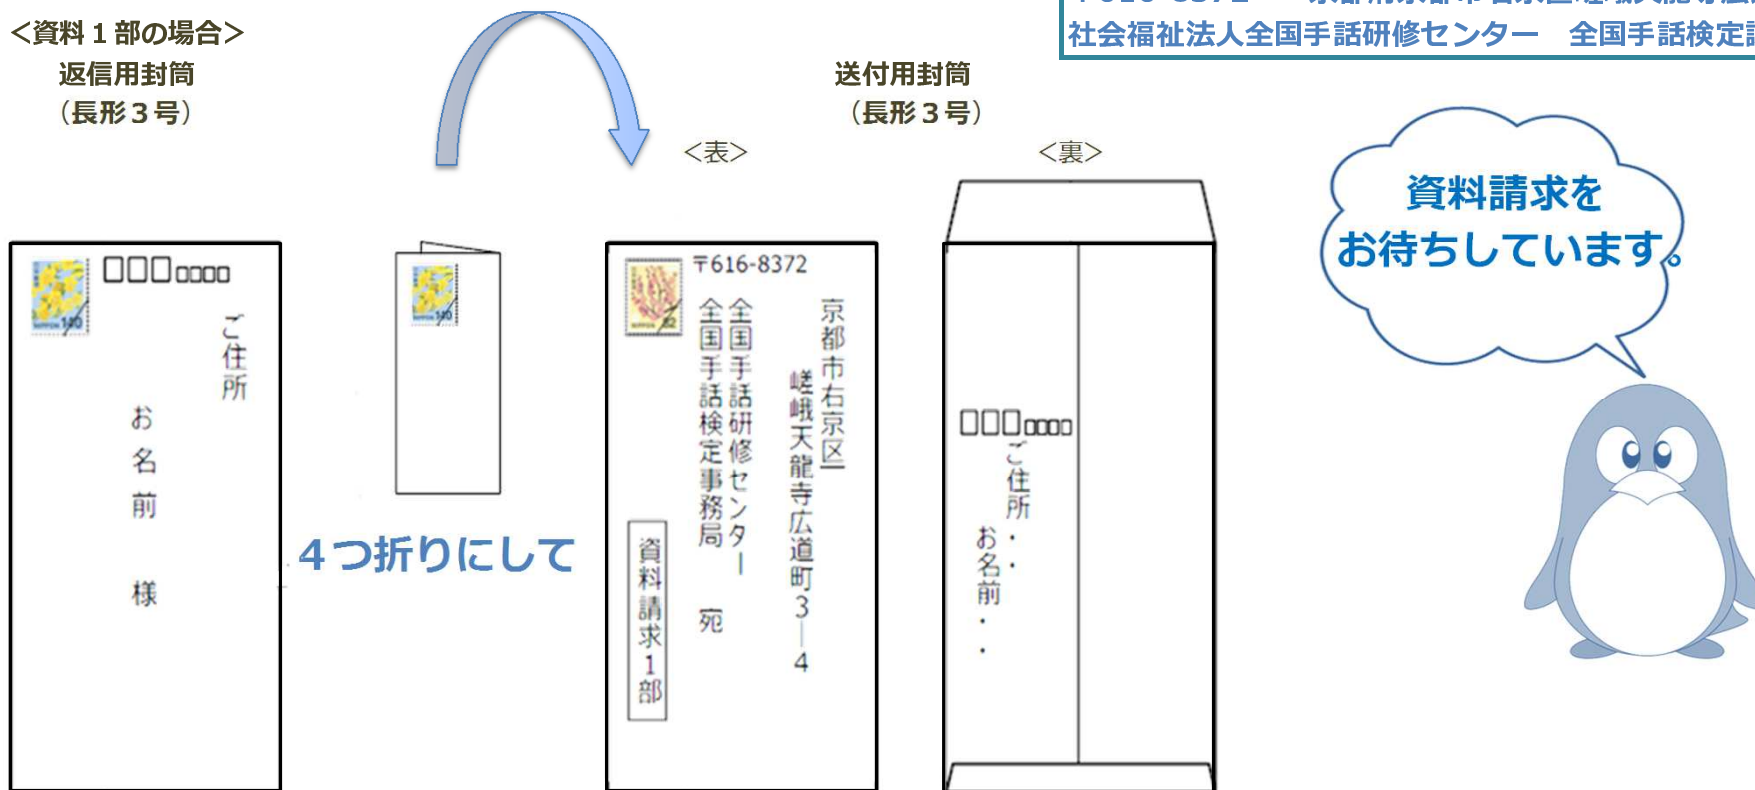 ＜資料１部の場合＞
返信用封筒
（長形３号）
送付用封筒
（長形３号）
社会福祉法人全国手話研修センター　全国手話検定
＜表＞
＜裏＞
資料請求を
お待ちしています。
NIPPON 140
ご住所
お名前　様
NIPPON 140
４つ折りにして
NIPPON 82
〒616-8372
京都市右京区
嵯峨天龍寺広道町３－４
全国手話研修センター
全国手話検定事務局　宛
資料請求１部
ご住所・・
お名前・・